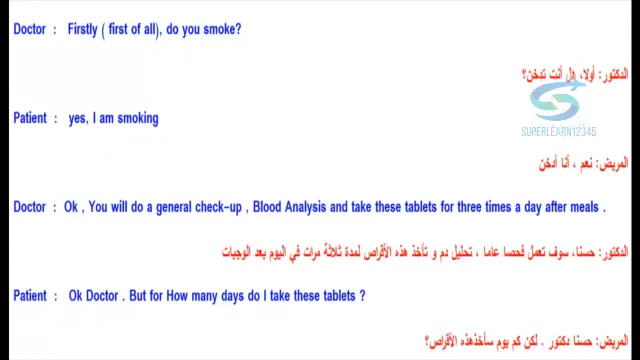 Doctor : Firstly ( first of all), do you smoke?
الدكتور: أولا، هل أنت تدخن؟
SUPERLEARN12345
Patient : yes, I am smoking
المريض: نعم ، أنا أدخن
Doctor : Ok , You will do a general check-up , Blood Analysis and take these tablets for three times a day after meals .
الدكتور: حسنا، سوف تعمل فحصا عاما ، تحليل دم و تأخذ هذه الأقراص لمدة ثلاثة مرات في اليوم بعد الوجبات
Patient : Ok Doctor . But for How many days do I take these tablets ?
المريض: حسنا دكتور . لكن كم يوم سأخذهذه الأقراص؟